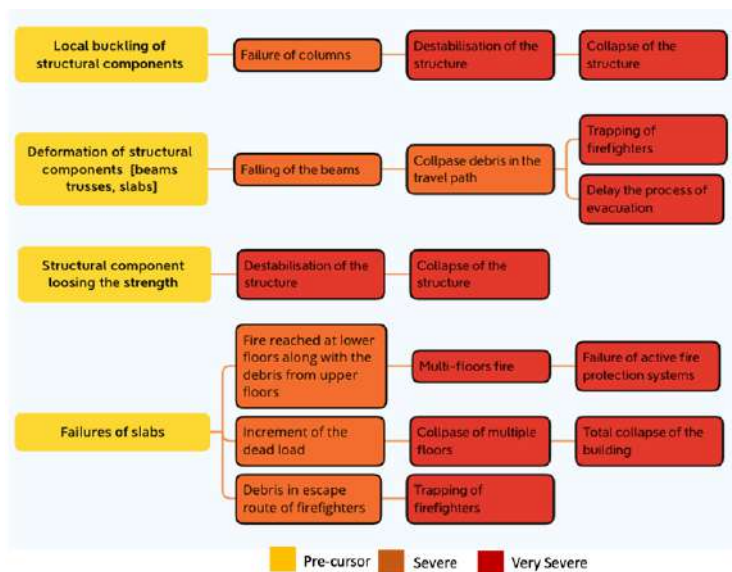 Local buckling of
structural components
Failure of columns
Destabilisation of the
structure
Collapse of the
structure
Deformation of structural
components [beams
trusses, slabs]
Falling of the beams
Collpase debris in the
travel path
Trapping of
firefighters
Delay the process of
evacuation
Structural component
loosing the strength
Destabilisation of the
structure
Collapse of the
structure
Failures of slabs
Fire reached at lower
floors along with the
debris from upper
floors
Multi-floors fire
Failure of active fire
protection systems
Increment of the
dead load
Collpase of multiple
floors
Total collapse of the
building
Debris in escape
route of firefighters
Trapping of
firefighters
Pre-cursor
Severe
Very Severe